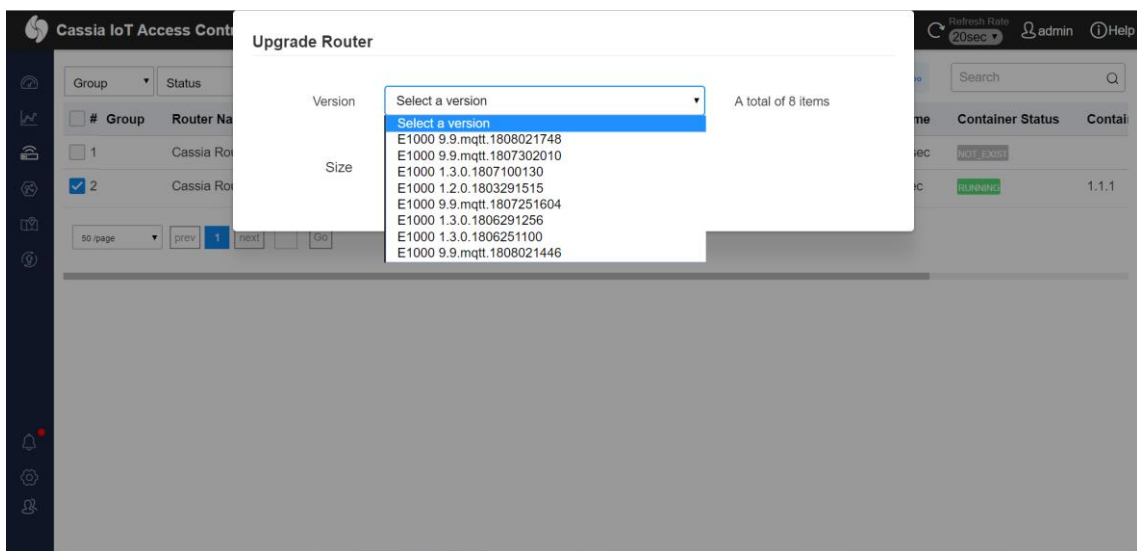 Cassia IoT Access Contr
Refresh Rate
20sec
admin
Help
Upgrade Router
Group
Status
Search
Version
Select a version
A total of 8 items
Select a version
E1000 9.9.mqtt.1808021748
E1000 9.9.mqtt.1807302010
E1000 1.3.0.1807100130
E1000 1.2.0.1803291515
E1000 9.9.mqtt.1807251604
E1000 1.3.0.1806291256
E1000 1.3.0.1806251100
E1000 9.9.mqtt.1808021446
Size
# Group Router Na me Container Status Contai
1 Cassia Rou sec NOT_EXIST
2 Cassia Rou c RUNNING 1.1.1
50 /page prev 1 next Go